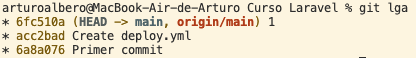 arturoalbero@MacBook-Air-de-Arturo Curso Laravel % git lga
* 6fc510a (HEAD -> main, origin/main) 1
* acc2bad Create deploy.yml
* 6a8a076 Primer commit